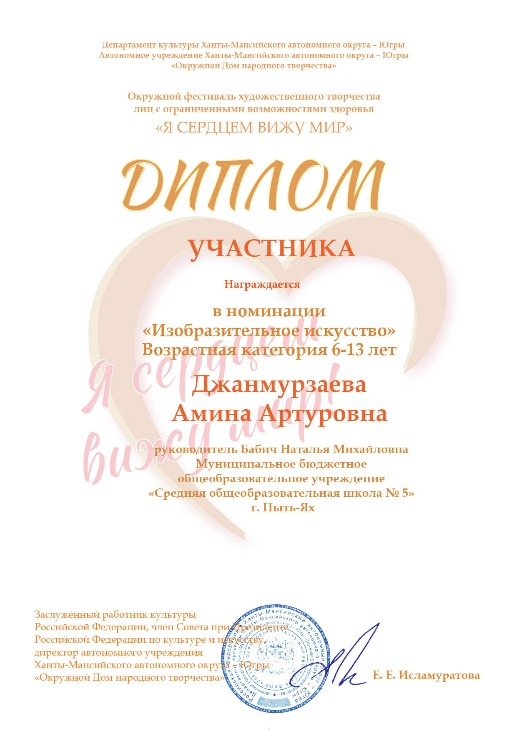 Департамент культуры Ханты-Мансийского автономного округа – Югры
Автономное учреждение Ханты-Мансийского автономного округа – Югры
«Окружной Дом народного творчества»
Окружной фестиваль художественного творчества
лиц с ограниченными возможностями здоровья
«Я СЕРДЦЕМ ВИЖУ МИР»
ДИПЛОМ
УЧАСТНИКА
Награждается
в номинации
«Изобразительное искусство»
Возрастная категория 6-13 лет
Я сердцем
вижу мир!
Джанмурзаева
Амина Артуровна
руководитель Бабич Наталья Михайловна
Муниципальное бюджетное
общеобразовательное учреждение
«Средняя общеобразовательная школа № 5»
г. Пыть-Ях
Заслуженный работник культуры
Российской Федерации, член Совета при Президенте
Российской Федерации по культуре и искусству,
директор автономного учреждения
Ханты-Мансийского автономного округа – Югры
«Окружной Дом народного творчества»
Е. Е. Исламуратова